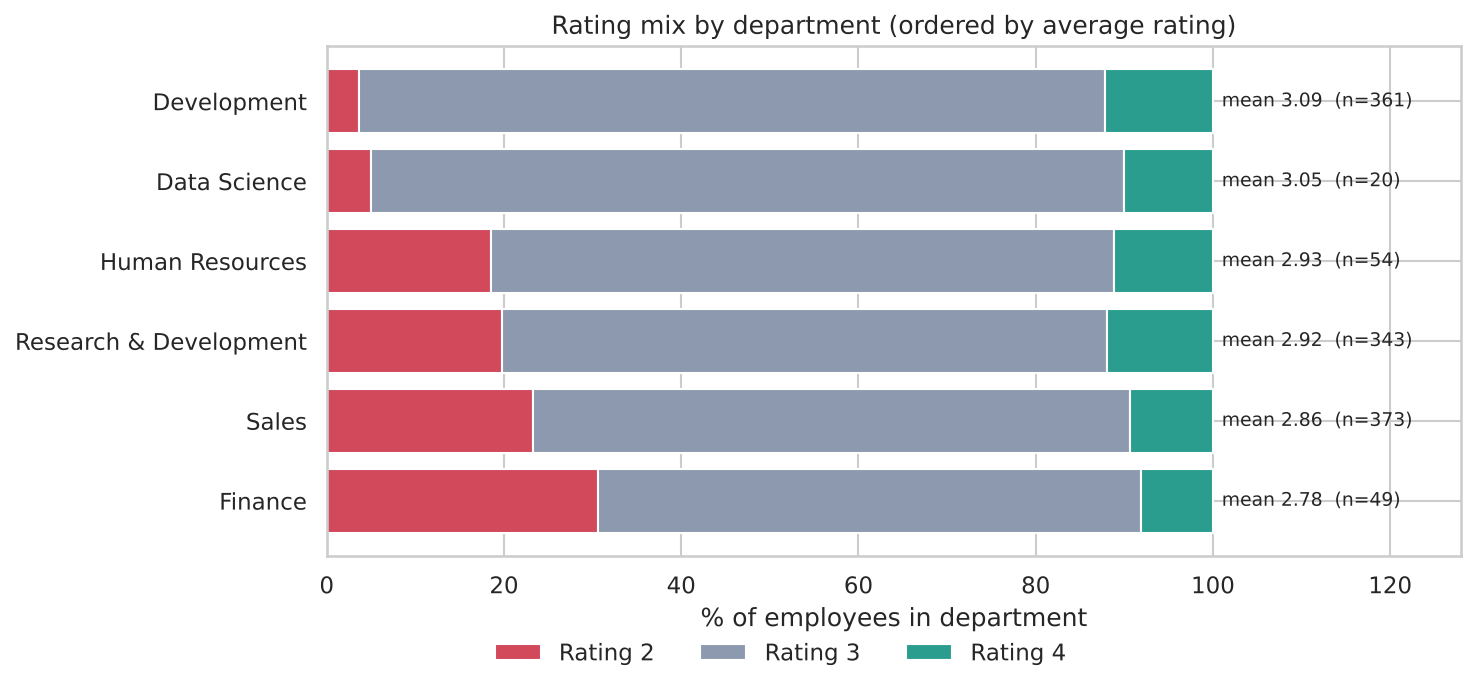 Rating mix by department (ordered by average rating)
Development mean 3.09 (n=361)
Data Science mean 3.05 (n=20)
Human Resources mean 2.93 (n=54)
Research & Development mean 2.92 (n=343)
Sales mean 2.86 (n=373)
Finance mean 2.78 (n=49)
0 20 40 60 80 100 120
% of employees in department
Rating 2 Rating 3 Rating 4